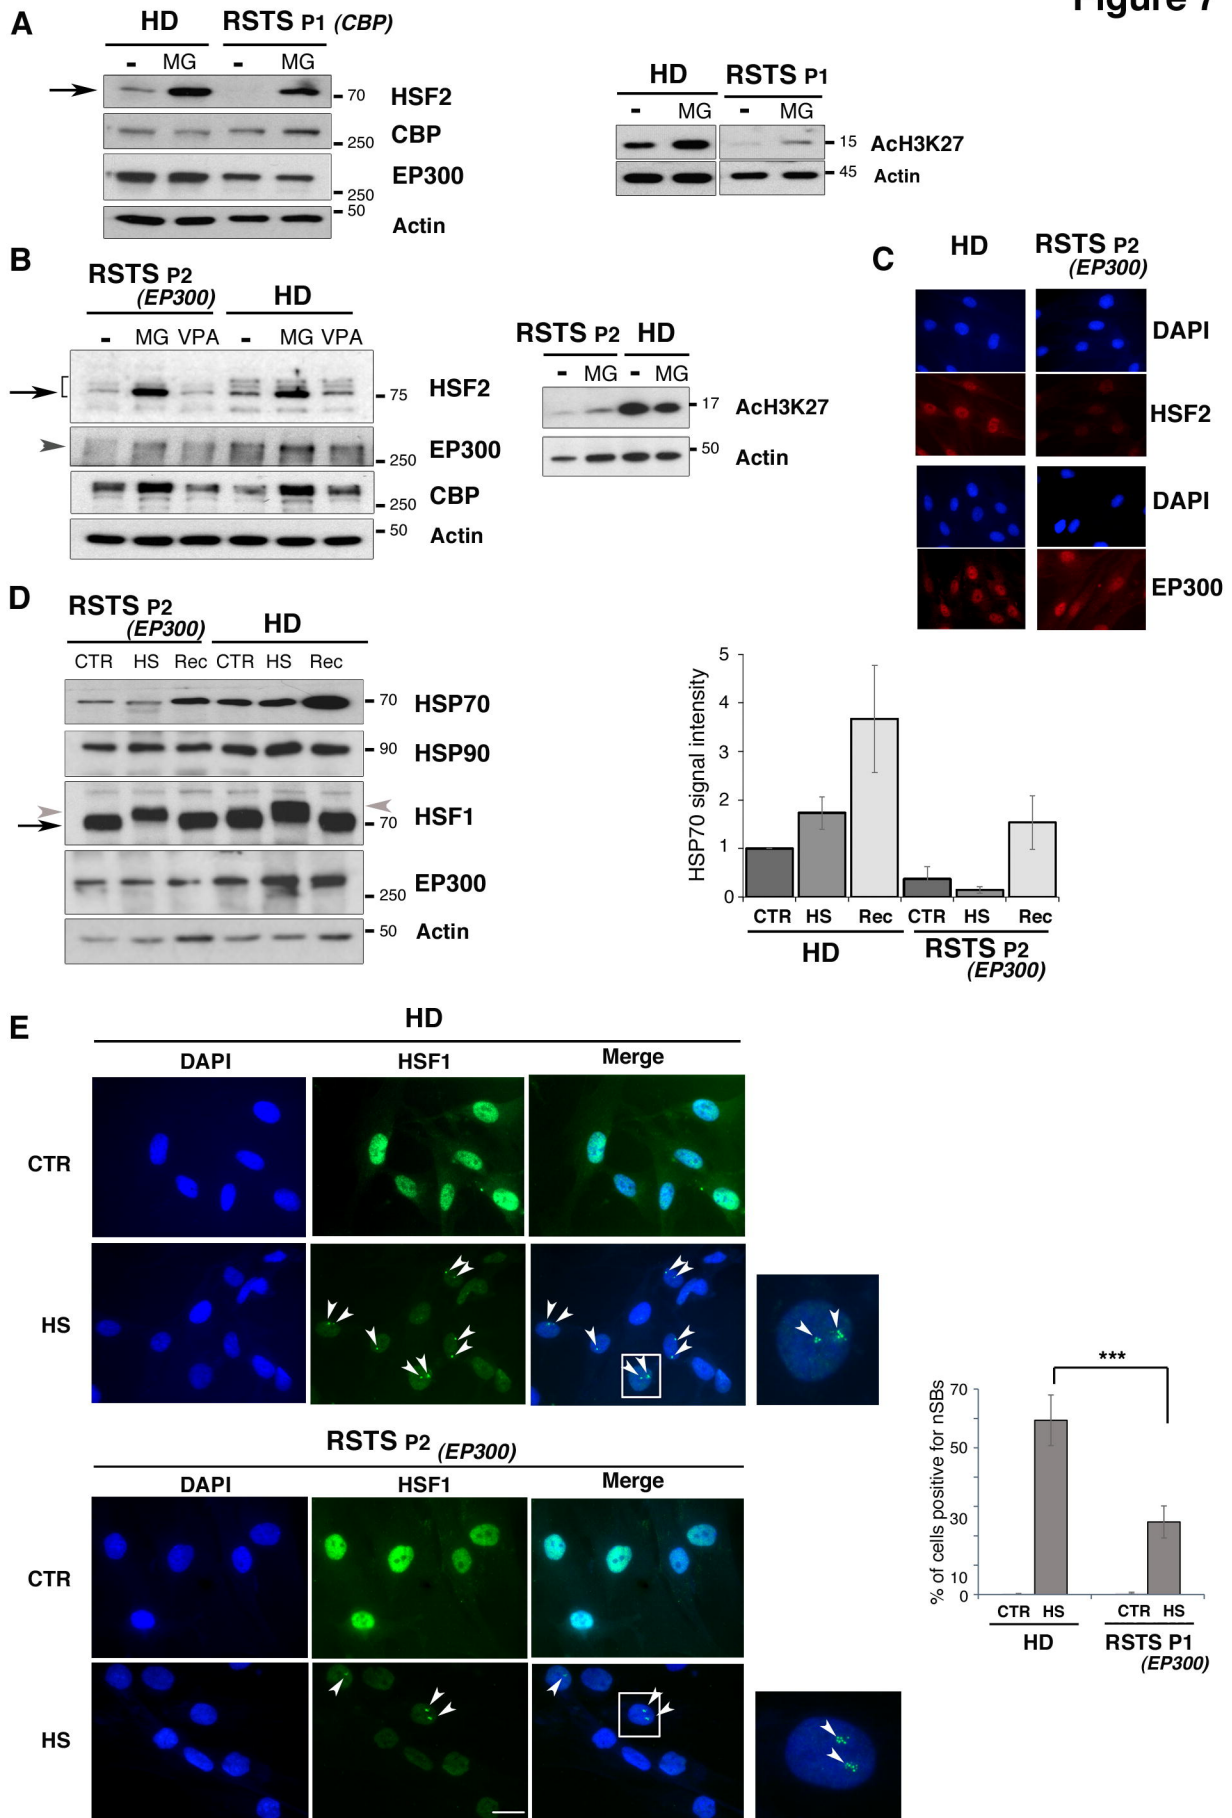 Figure 7
A
HD RSTS P1 (CBP)
- MG - MG
70 HSF2
250 CBP
250 EP300
50 Actin
HD RSTS P1
- MG - MG
15 AcH3K27
45 Actin
B
RSTS P2 (EP300) HD
- MG VPA - MG VPA
75 HSF2
250 EP300
250 CBP
50 Actin
RSTS P2 HD
- MG - MG
17 AcH3K27
50 Actin
C
HD RSTS P2 (EP300)
DAPI
HSF2
DAPI
EP300
D
RSTS P2 (EP300) HD
CTR HS Rec CTR HS Rec
70 HSP70
90 HSP90
70 HSF1
250 EP300
50 Actin
HSP70 signal intensity
5
4
3
2
1
0
CTR HS Rec CTR HS Rec
HD RSTS P2 (EP300)
E
HD
DAPI HSF1 Merge
CTR
HS
RSTS P2 (EP300)
DAPI HSF1 Merge
CTR
HS
% of cells positive for nSBs
***
70
50
30
10
0
CTR HS CTR HS
HD RSTS P1
(EP300)